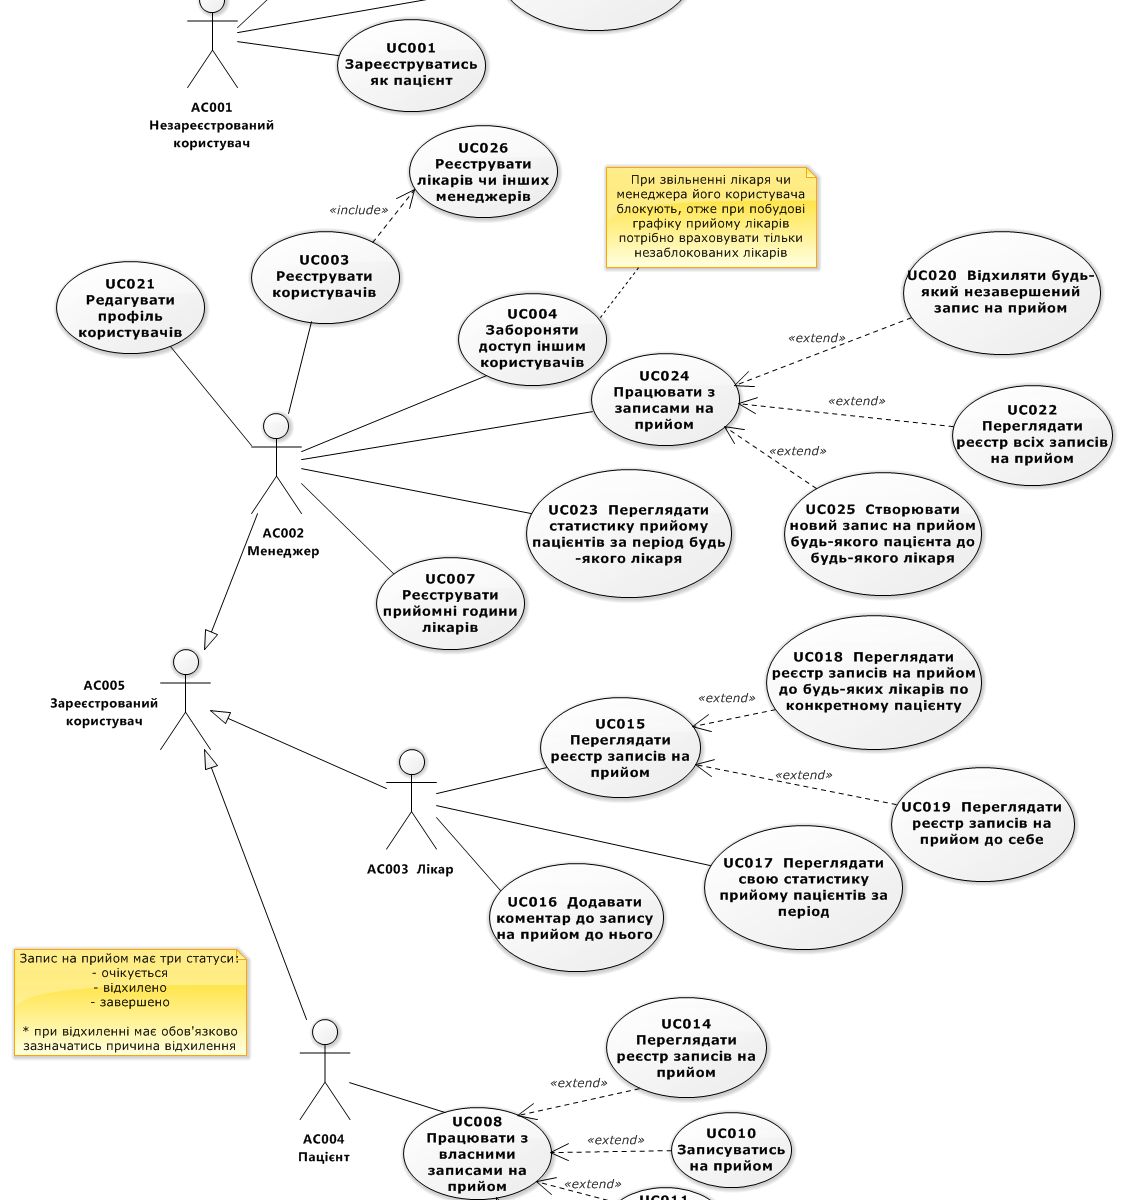 UC001
Зареєструватись
як пацієнт
AC001
Незареєстрований
користувач
UC026
Реєструвати
лікарів чи інших
менеджерів
«include»
При звільненні лікаря чи
менеджера його користувача
блокують, отже при побудові
графіку прийому лікарів
потрібно враховувати тільки
незаблокованих лікарів
UC003
Реєструвати
користувачів
UC021
Редагувати
профіль
користувачів
UC004
Забороняти
доступ іншим
користувачів
UC020 Відхиляти будь-
який незавершений
запис на прийом
«extend»
UC024
Працювати з
записами на
прийом
«extend»
UC022
Переглядати
реєстр всіх записів
на прийом
«extend»
UC023 Переглядати
статистику прийому
пацієнтів за період будь
-якого лікаря
UC025 Створювати
новий запис на прийом
будь-якого пацієнта до
будь-якого лікаря
AC002
Менеджер
UC007
Реєструвати
прийомні години
лікарів
AC005
Зареєстрований
користувач
UC018 Переглядати
реєстр записів на прийом
до будь-яких лікарів по
конкретному пацієнту
«extend»
UC015
Переглядати
реєстр записів на
прийом
«extend»
UC019 Переглядати
реєстр записів на
прийом до себе
AC003 Лікар
UC017 Переглядати
свою статистику
прийому пацієнтів за
період
UC016 Додавати
коментар до запису
на прийом до нього
Запис на прийом має три статуси:
- очікується
- відхилено
- завершено
* при відхиленні має обов'язково
зазначатись причина відхилення
UC014
Переглядати
реєстр записів на
прийом
«extend»
AC004
Пацієнт
UC008
Працювати з
власними
записами на
прийом
«extend»
UC010
Записуватись
на прийом
«extend»
UC011